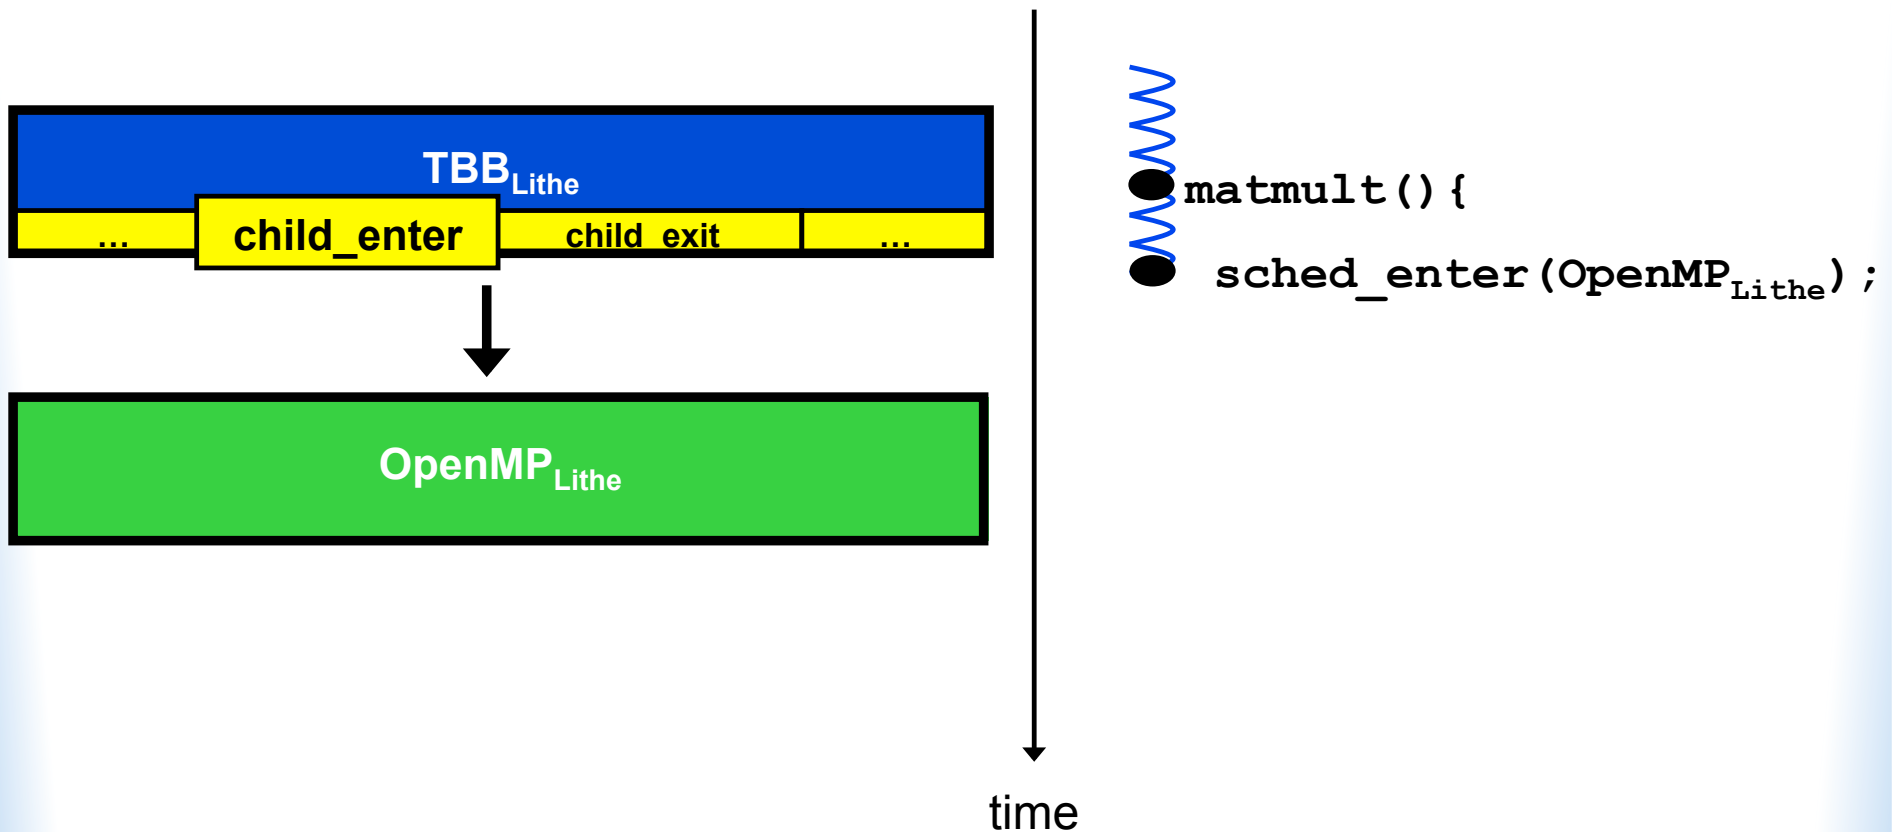 TBBLithe
… child_enter child_exit …
OpenMPLithe
matmult(){
sched_enter(OpenMPLithe);
time